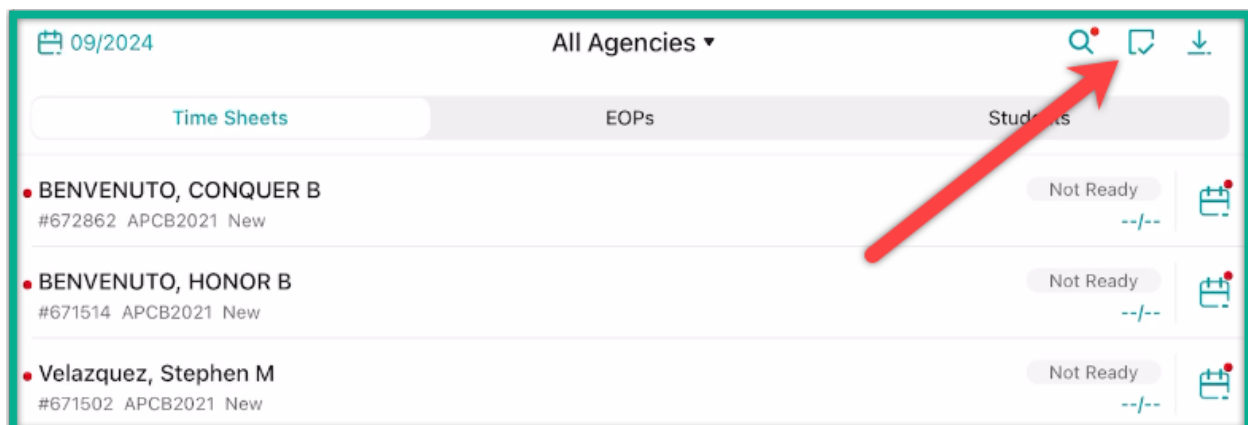 09/2024
All Agencies
Time Sheets
EOPs
Students
BENVENUTO, CONQUER B
Not Ready
#672862 APCB2021 New
--/--
BENVENUTO, HONOR B
Not Ready
#671514 APCB2021 New
--/--
Velazquez, Stephen M
Not Ready
#671502 APCB2021 New
--/--